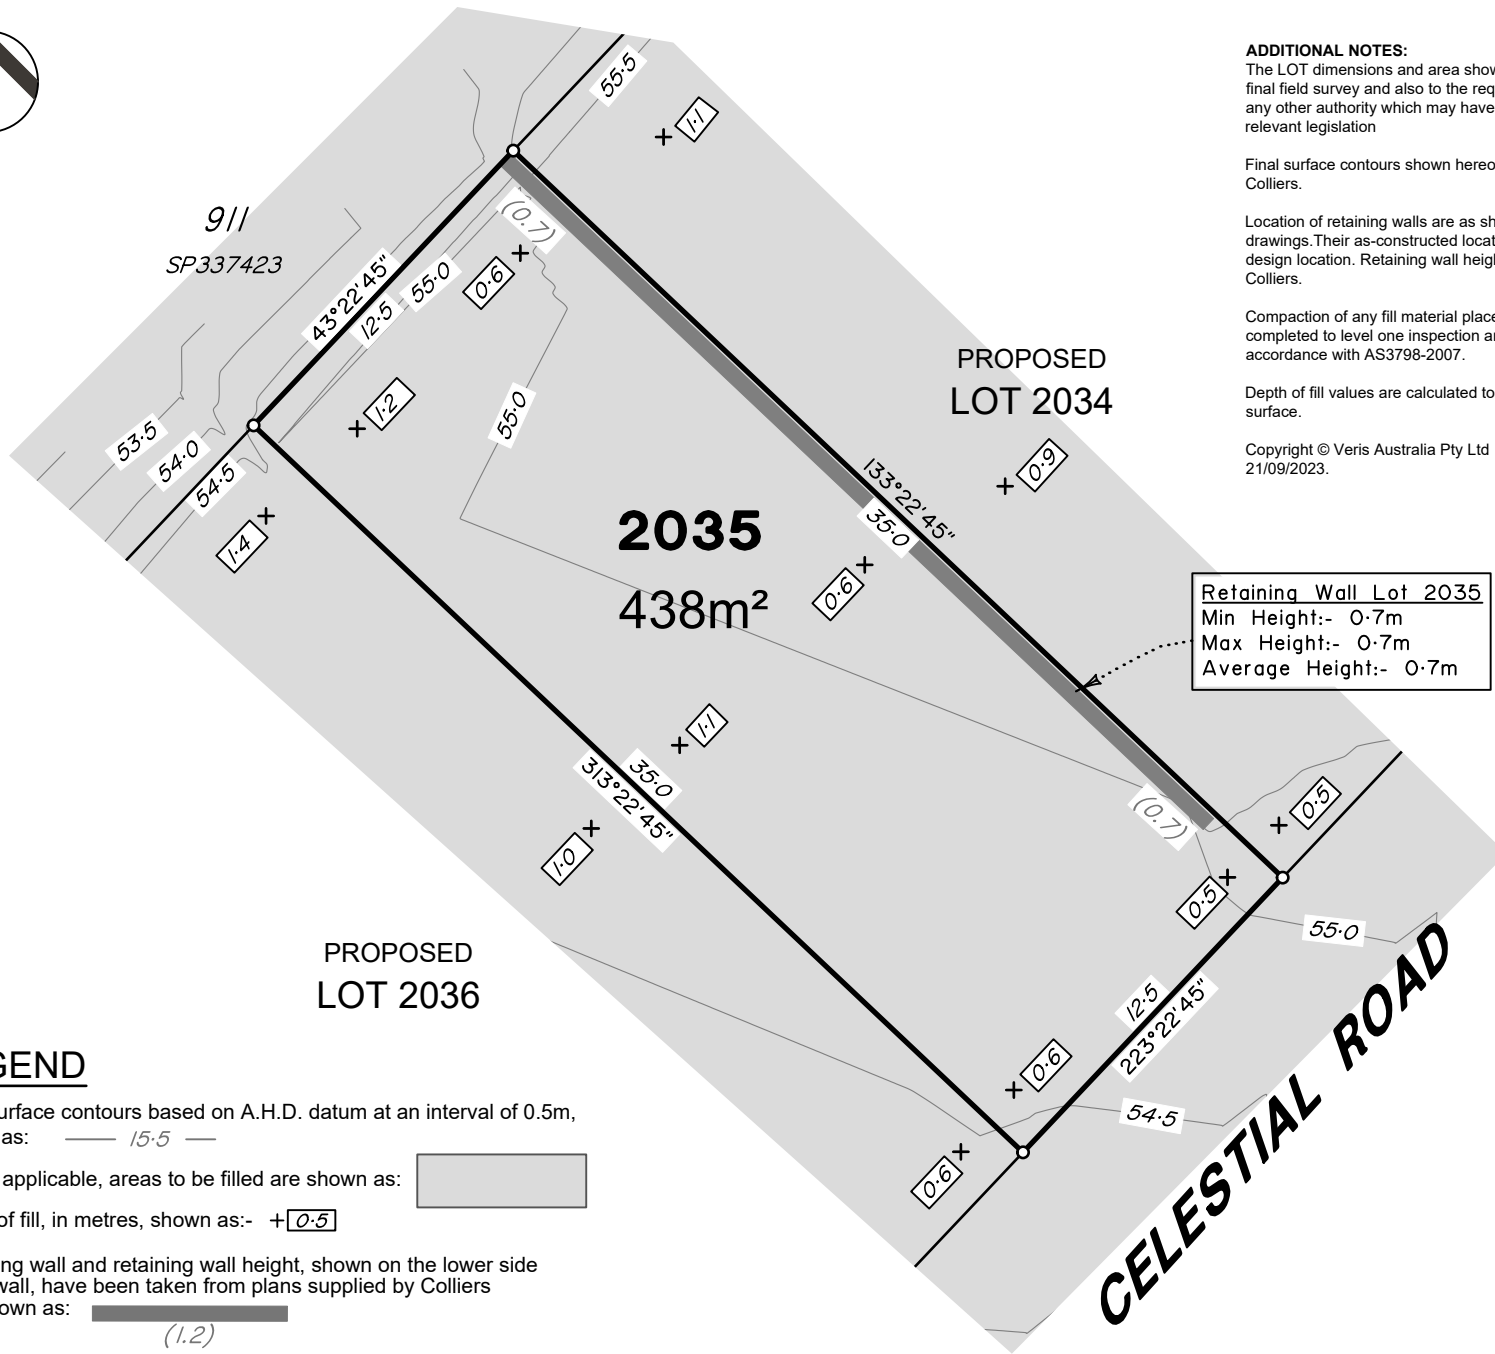 ADDITIONAL NOTES:
The LOT dimensions and area
final field survey and also to the
any other authority which may have
relevant legislation
Final surface contours shown
Colliers.
Location of retaining walls are as
drawings.Their as-constructed
design location. Retaining wall
Colliers.
Compaction of any fill material
completed to level one inspection
accordance with AS3798-2007.
Depth of fill values are calculated to
surface.
Copyright © Veris Australia Pty Ltd
21/09/2023.
55·5
1·1
911
SP337423
(0.7)
43°22'45"
12·5
55·0
0·6
1·2
55·0
53·5
54·0
54·5
1·4
PROPOSED
LOT 2034
0·9
133°22'45"
35·0
2035
438m²
0·6
Retaining Wall Lot 2035
Min Height:- 0·7m
Max Height:- 0·7m
Average Height:- 0·7m
1·1
35·0
313°22'45"
1·0
(0.7)
0·5
0·5
55·0
12·5
223°22'45"
0·6
54·5
0·6
CELESTIAL ROAD
PROPOSED
LOT 2036
GEND
urface contours based on A.H.D. datum at an interval of 0.5m,
as: 15·5
applicable, areas to be filled are shown as:
of fill, in metres, shown as:- +0·5
ng wall and retaining wall height, shown on the lower side
wall, have been taken from plans supplied by Colliers
own as:
(1.2)